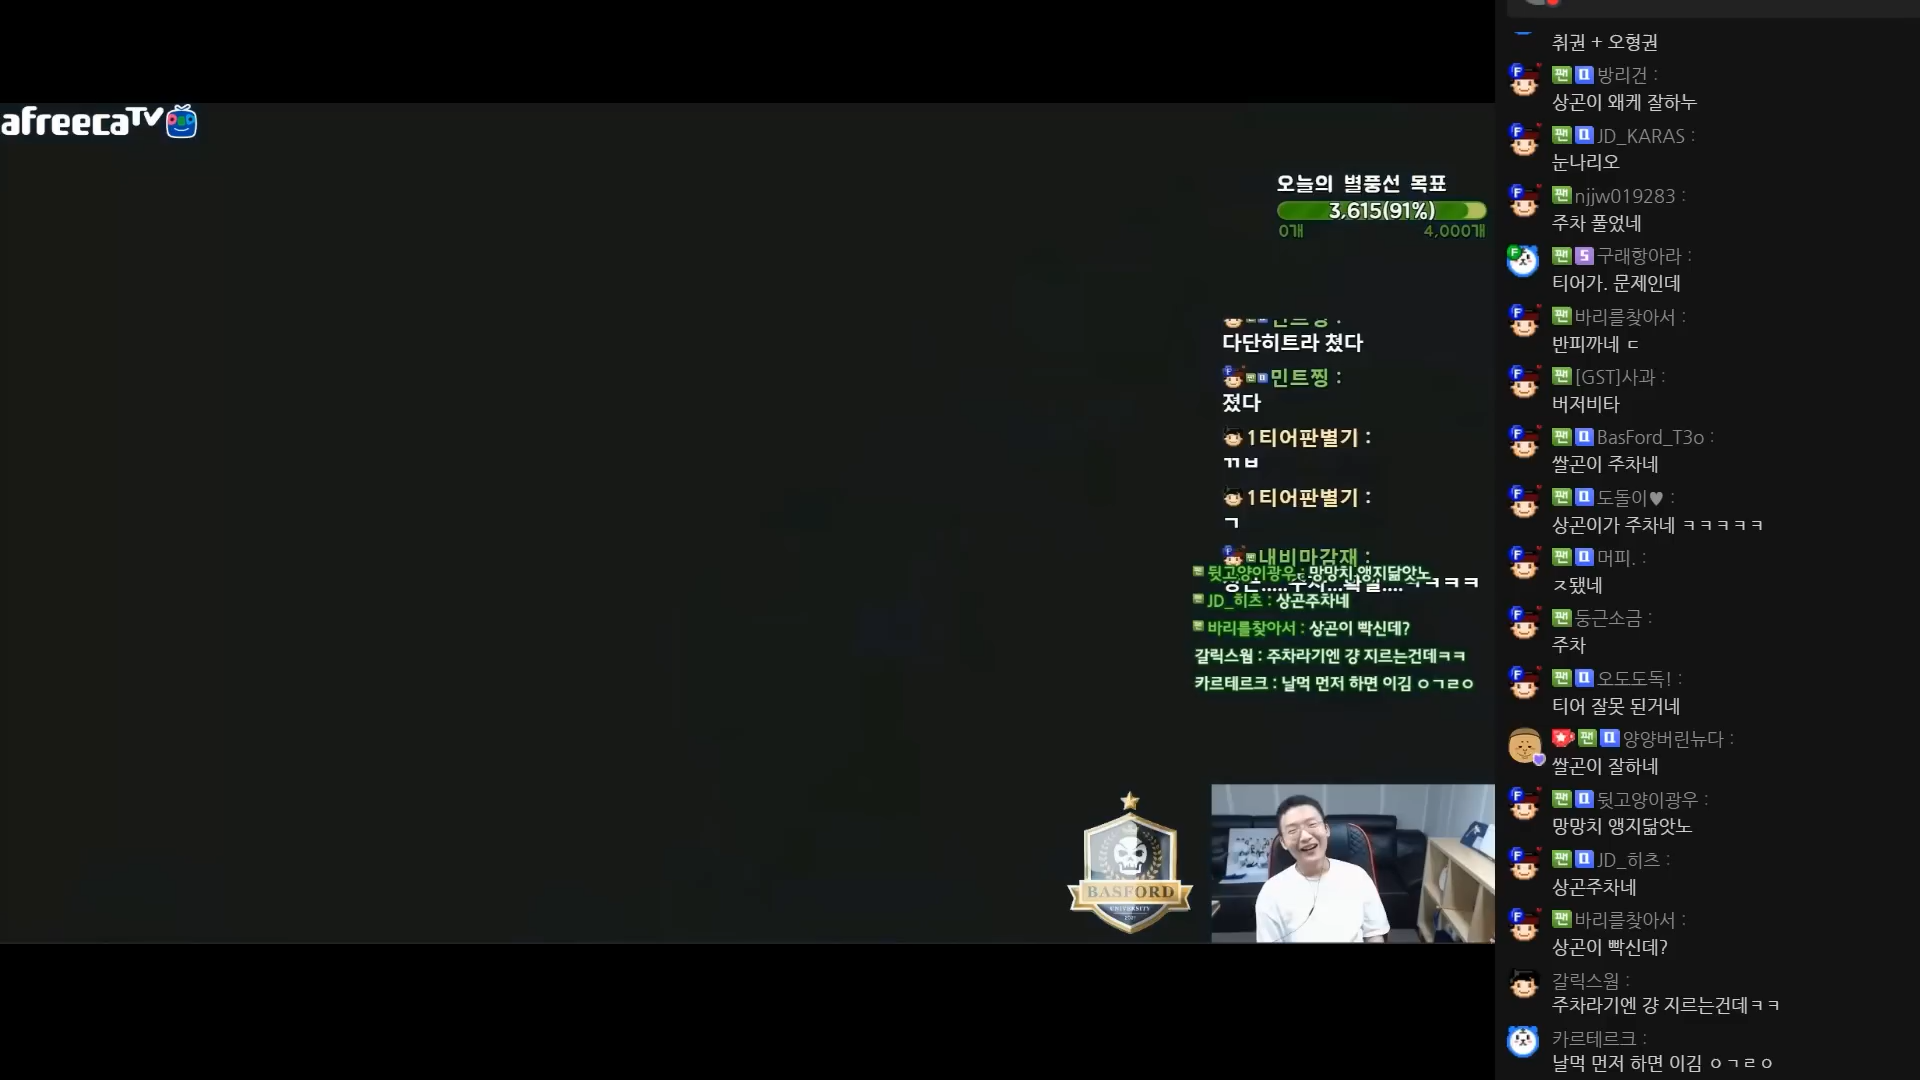 afreecaTV
오늘의 별풍선 목표
3,615(91%)
0개 4,000개
다단히트라 쳤다
민트찡 :
졌다
1티어판별기 :
ㄲㅂ
1티어판별기 :
ㄱ
내비마감재 :
뒷고양이광우 : 망망치 앵지닮앗노
JD_히츠 : 상곤주차네
바리를찾아서 : 상곤이 빡신데?
갈릭스웜 : 주차라기엔 걍 지르는건데ㅋㅋ
카르테르크 : 날먹 먼저 하면 이김 ㅇㄱㄹㅇ
BASFORD
UNIVERSITY
취권 + 오형권
팬 방리건 :
상곤이 왜케 잘하누
팬 JD_KARAS :
눈나리오
팬 njjw019283 :
주차 풀었네
팬 S 구래항아라 :
티어가. 문제인데
팬 바리를찾아서 :
반피까네 ㄷ
팬 [GST]사과 :
버저비타
팬 BasFord_T3o :
쌀곤이 주차네
팬 도돌이♥ :
상곤이가 주차네 ㅋㅋㅋㅋㅋ
팬 머피. :
ㅈ됐네
팬 둥근소금 :
주차
팬 오도도독! :
티어 잘못 된거네
팬 양양버린뉴다 :
쌀곤이 잘하네
팬 뒷고양이광우 :
망망치 앵지닮앗노
팬 JD_히츠 :
상곤주차네
팬 바리를찾아서 :
상곤이 빡신데?
갈릭스웜 :
주차라기엔 걍 지르는건데ㅋㅋ
카르테르크 :
날먹 먼저 하면 이김 ㅇㄱㄹㅇ